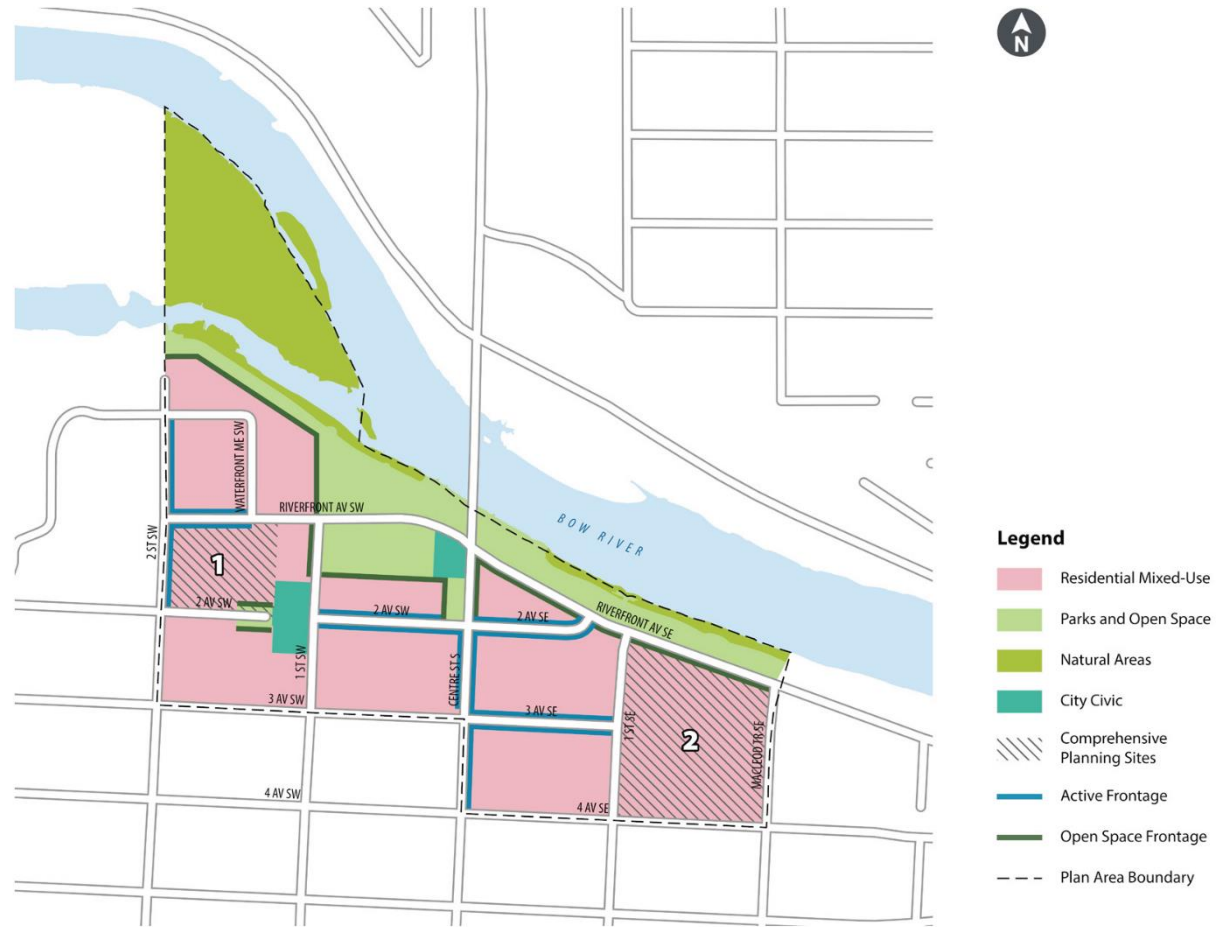 N
WATERFRONT ME SW
RIVERFRONT AV SW
BOW RIVER
2 ST SW
1
2 AV SW
2 AV SW
2 AV SE
RIVERFRONT AV SE
1 ST SW
CENTRE ST S
3 AV SW
3 AV SE
1 ST SE
2
MACLEOD TR SE
4 AV SW
4 AV SE
Legend
Residential Mixed-Use
Parks and Open Space
Natural Areas
City Civic
Comprehensive
Planning Sites
Active Frontage
Open Space Frontage
Plan Area Boundary